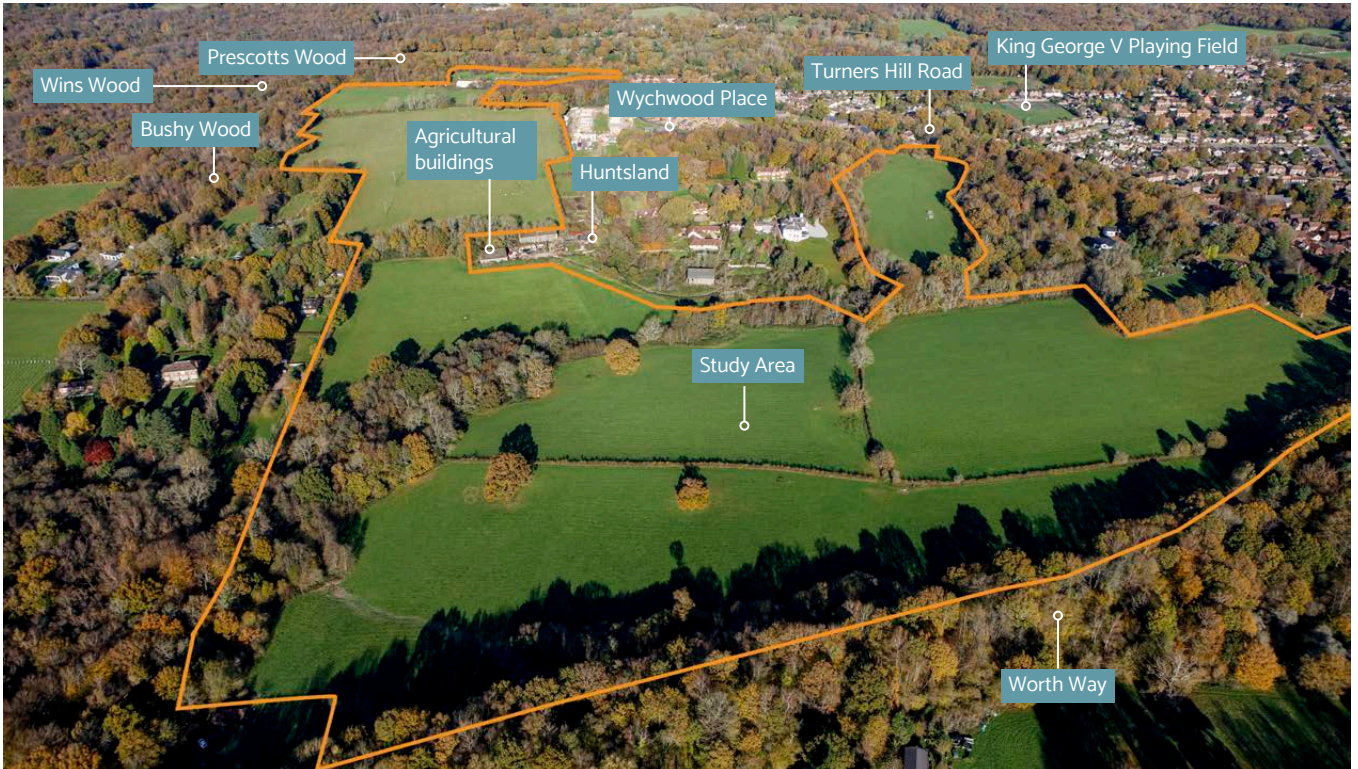 Prescotts Wood
King George V Playing Field
Wins Wood
Turners Hill Road
Wychwood Place
Bushy Wood
Agricultural
buildings
Huntsland
Study Area
Worth Way